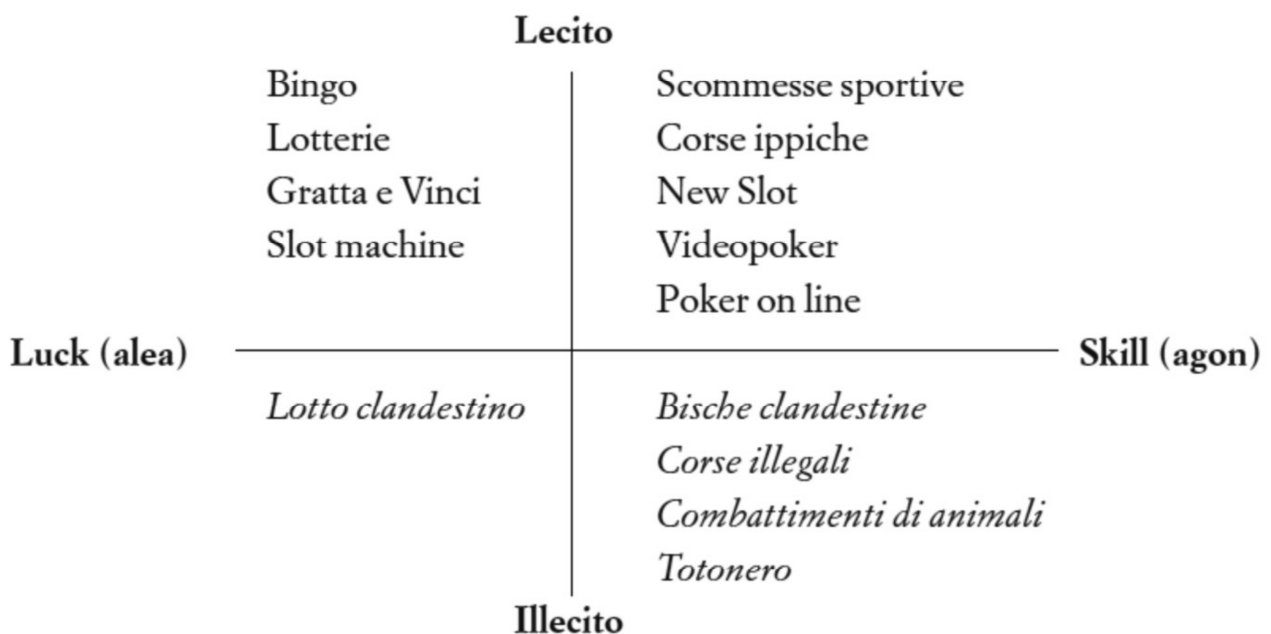 Lecito
Bingo
Lotterie
Gratta e Vinci
Slot machine
Scommesse sportive
Corse ippiche
New Slot
Videopoker
Poker on line
Luck (alea)
Skill (agon)
Lotto clandestino
Bische clandestine
Corse illegali
Combattimenti di animali
Totonero
Illecito